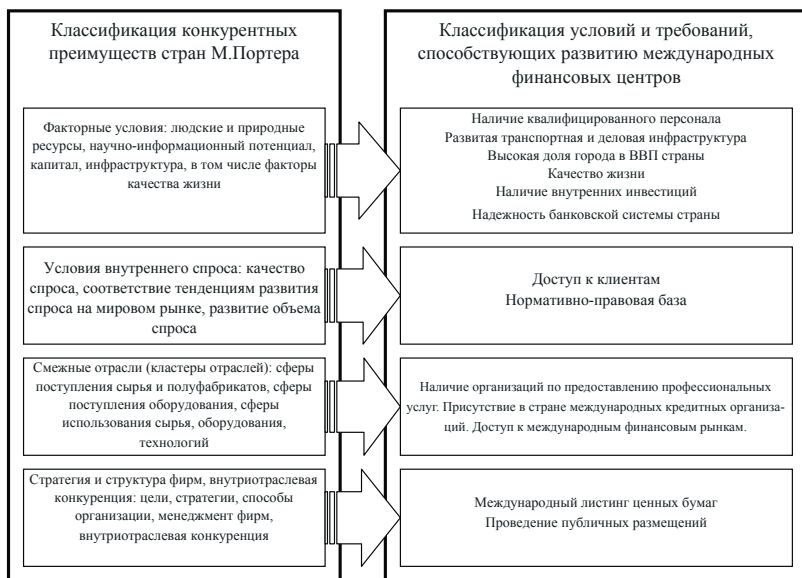 Классификация конкурентных
преимуществ стран М.Портера
Классификация условий и требований,
способствующих развитию международных
финансовых центров
Факторные условия: людские и природные
ресурсы, научно-информационный потенциал,
капитал, инфраструктура, в том числе факторы
качества жизни
Наличие квалифицированного персонала
Развитая транспортная и деловая инфраструктура
Высокая доля города в ВВП страны
Качество жизни
Наличие внутренних инвестиций
Надежность банковской системы страны
Условия внутреннего спроса: качество
спроса, соответствие тенденциям развития
спроса на мировом рынке, развитие объема
спроса
Доступ к клиентам
Нормативно-правовая база
Смежные отрасли (кластеры отраслей): сферы
поступления сырья и полуфабрикатов, сферы
поступления оборудования, сферы
использования сырья, оборудования,
технологий
Наличие организаций по предоставлению профессиональных
услуг. Присутствие в стране международных кредитных организа-
ций. Доступ к международным финансовым рынкам.
Стратегия и структура фирм, внутриотраслевая
конкуренция: цели, стратегии, способы
организации, менеджмент фирм,
внутриотраслевая конкуренция
Международный листинг ценных бумаг
Проведение публичных размещений